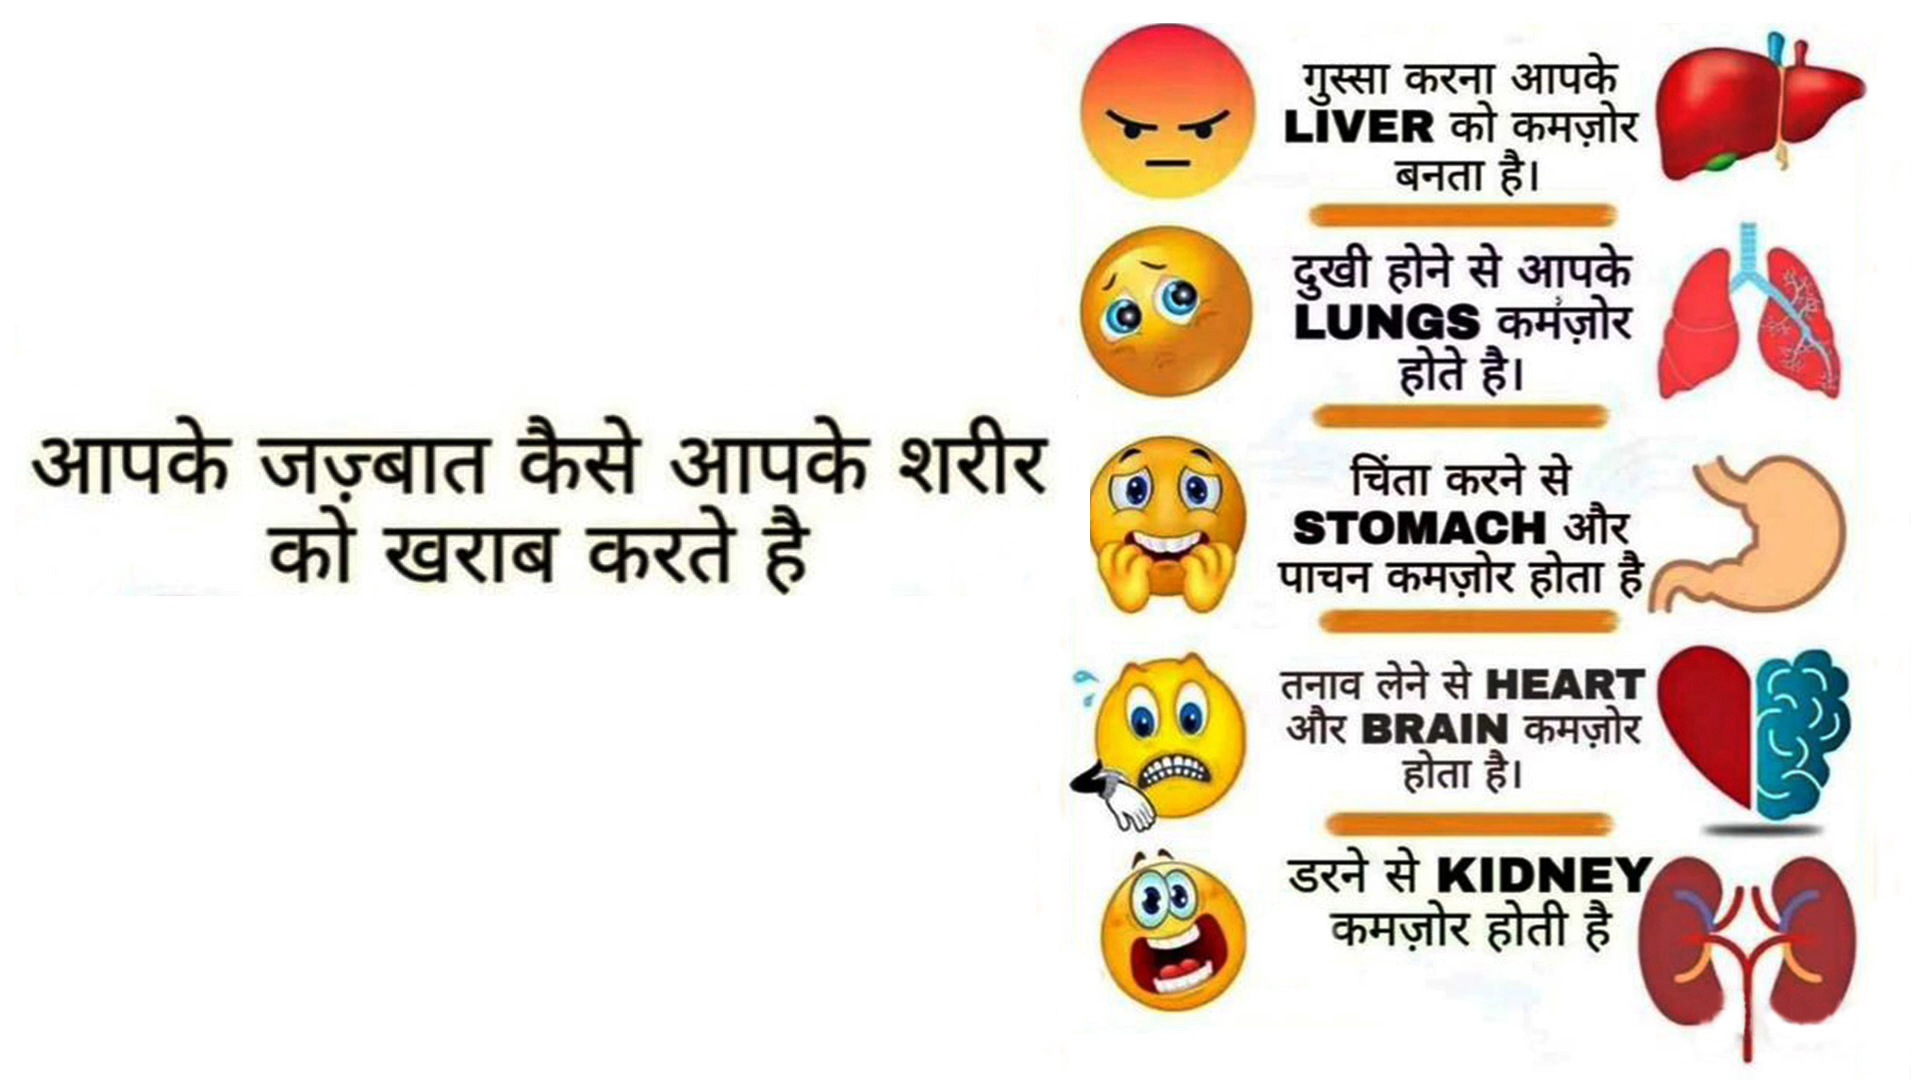 आपके जज़्बात कैसे आपके शरीर
को खराब करते है
गुस्सा करना आपके
LIVER को कमज़ोर
बनता है।
दुखी होने से आपके
LUNGS कमज़ोर
होते है।
चिंता करने से
STOMACH और
पाचन कमज़ोर होता है
तनाव लेने से HEART
और BRAIN कमज़ोर
होता है।
डरने से KIDNEY
कमज़ोर होती है